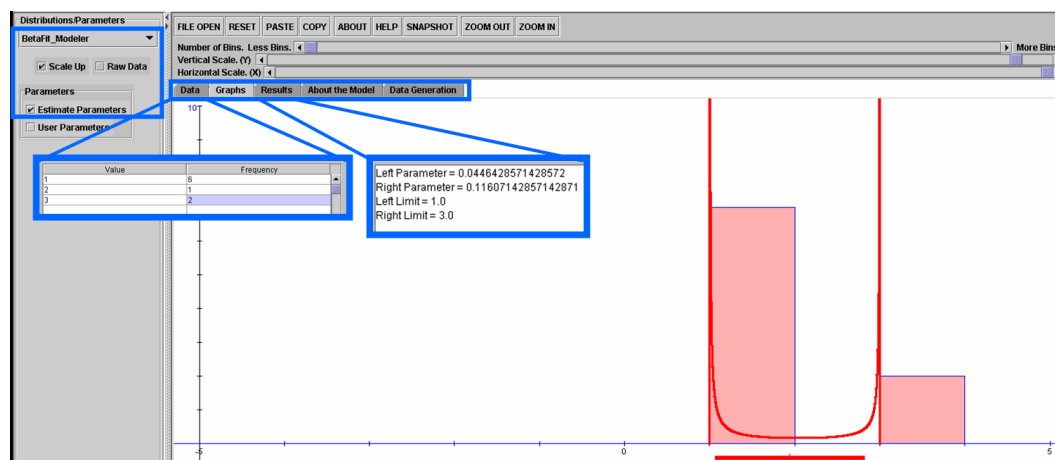 Distributions/Parameters
BetaFit_Modeler
Scale Up Raw Data
Parameters
Estimate Parameters
User Parameters
FILE OPEN RESET PASTE COPY ABOUT HELP SNAPSHOT ZOOM OUT ZOOM IN
Number of Bins. Less Bins. More Bins
Vertical Scale. (Y)
Horizontal Scale. (X)
Data Graphs Results About the Model Data Generation
10
Value Frequency
1 6
2 1
3 2
Left Parameter = 0.0446428571428572
Right Parameter = 0.11607142857142871
Left Limit = 1.0
Right Limit = 3.0
-5 0 5